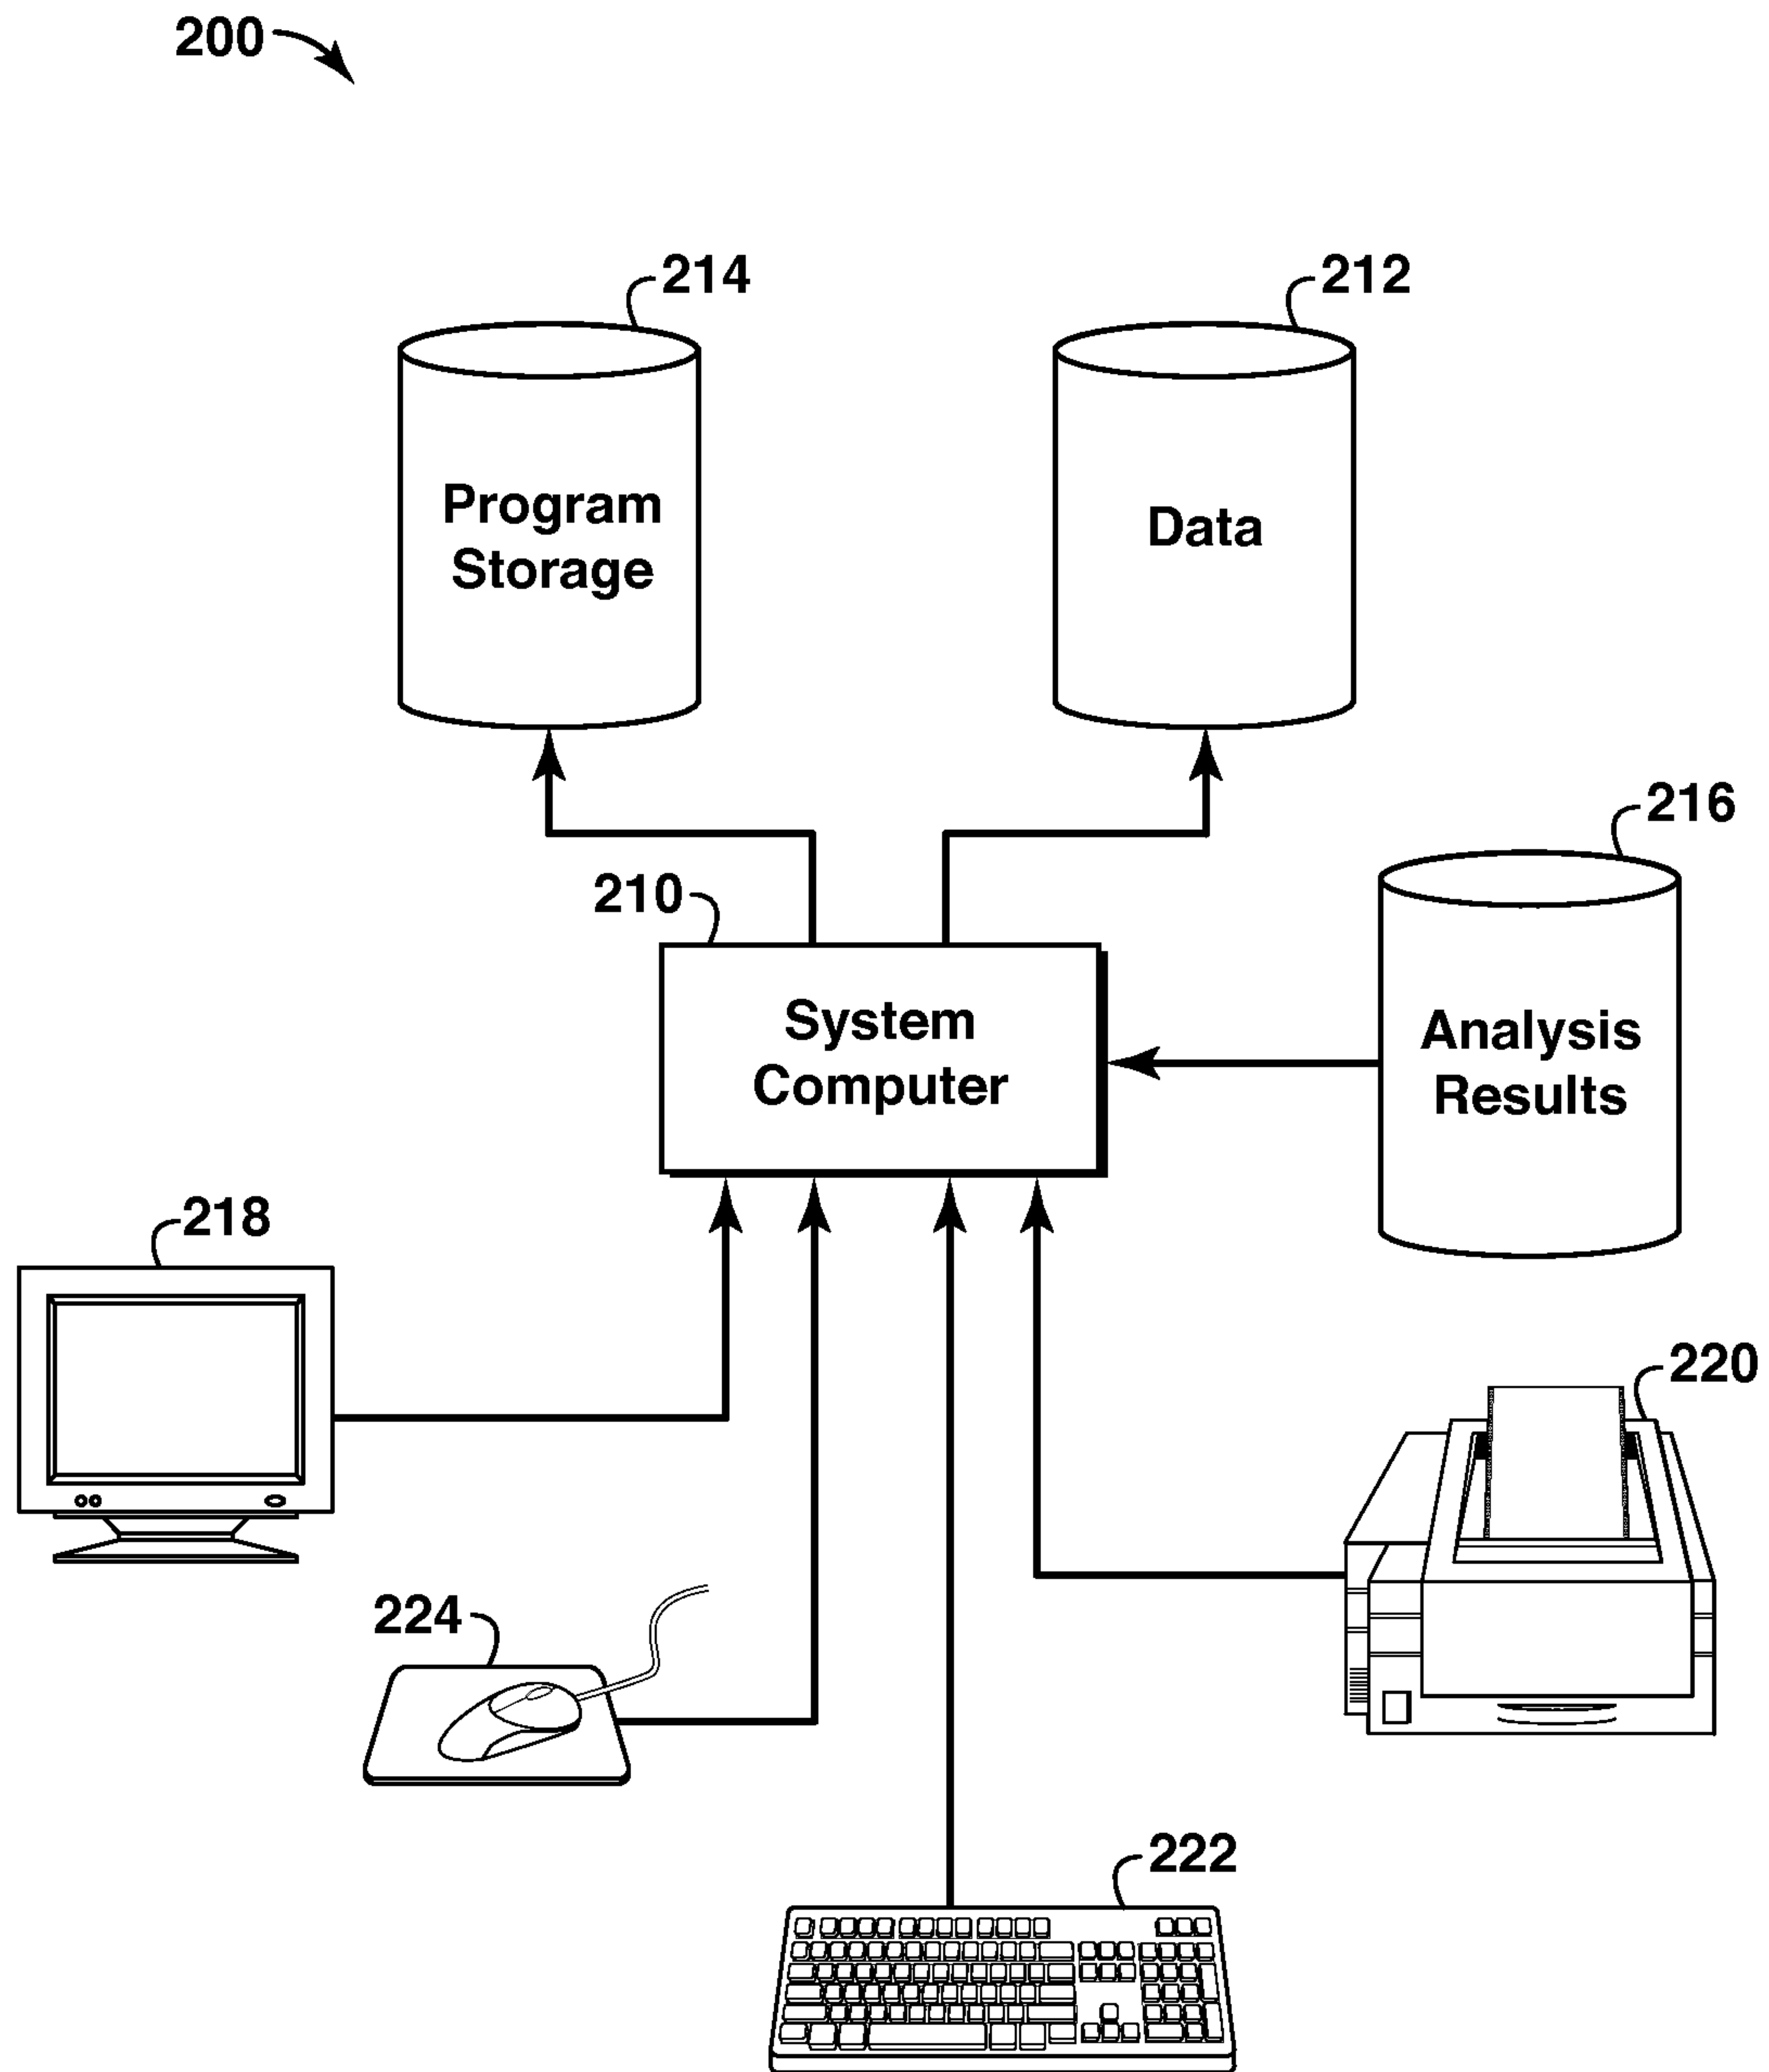 200
214
212
Program
Storage
Data
216
210
System
Computer
Analysis
Results
218
220
224
222